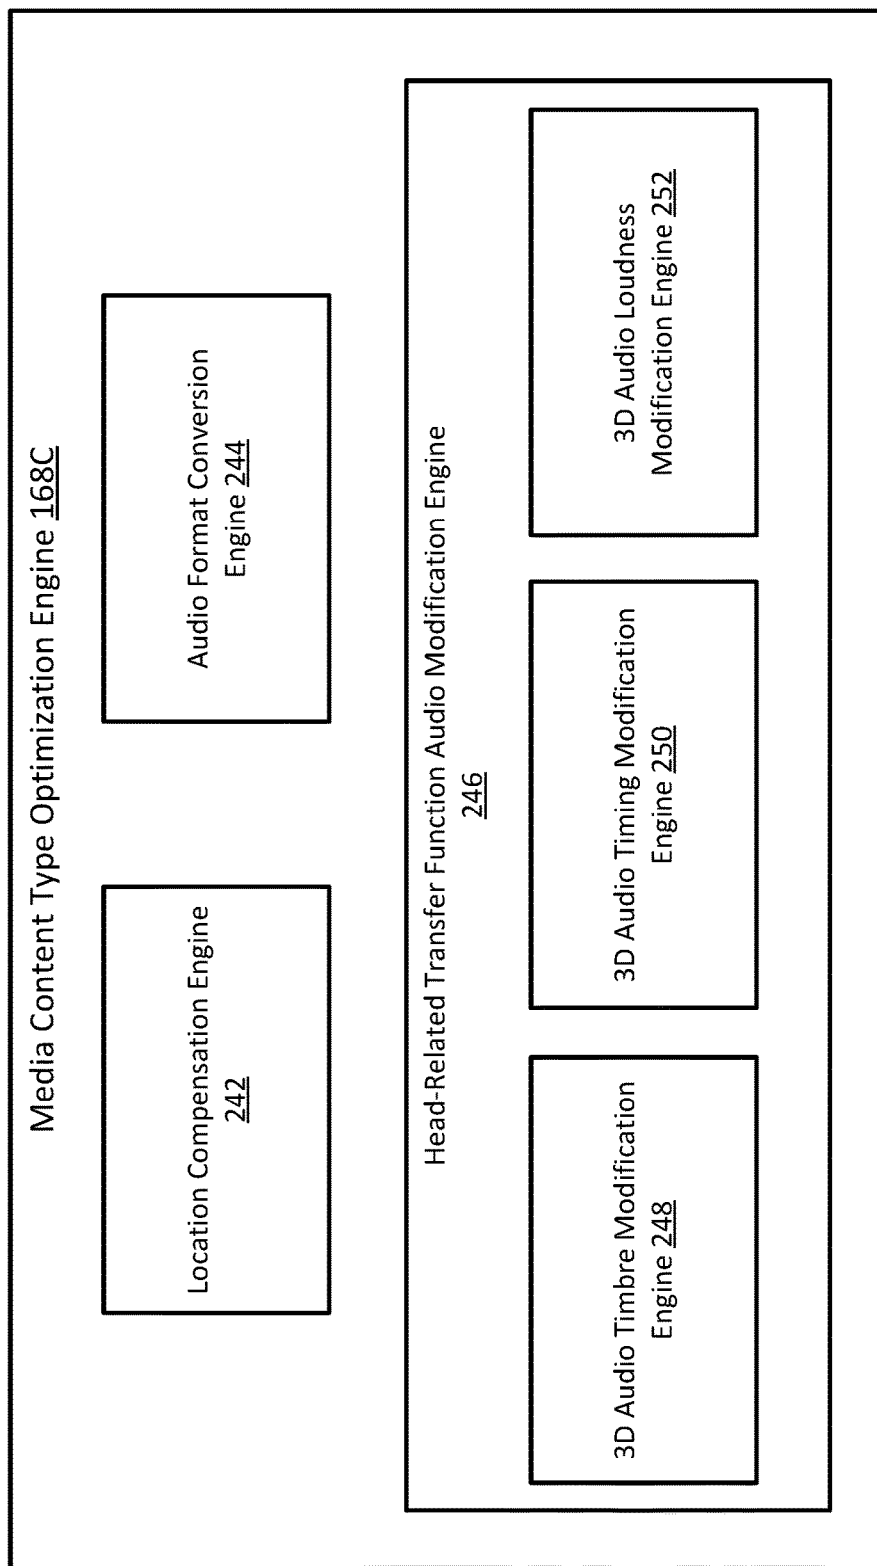 Media Content Type Optimization Engine 168C
Location Compensation Engine
242
Audio Format Conversion
Engine 244
Head-Related Transfer Function Audio Modification Engine
246
3D Audio Timbre Modification
Engine 248
3D Audio Timing Modification
Engine 250
3D Audio Loudness
Modification Engine 252